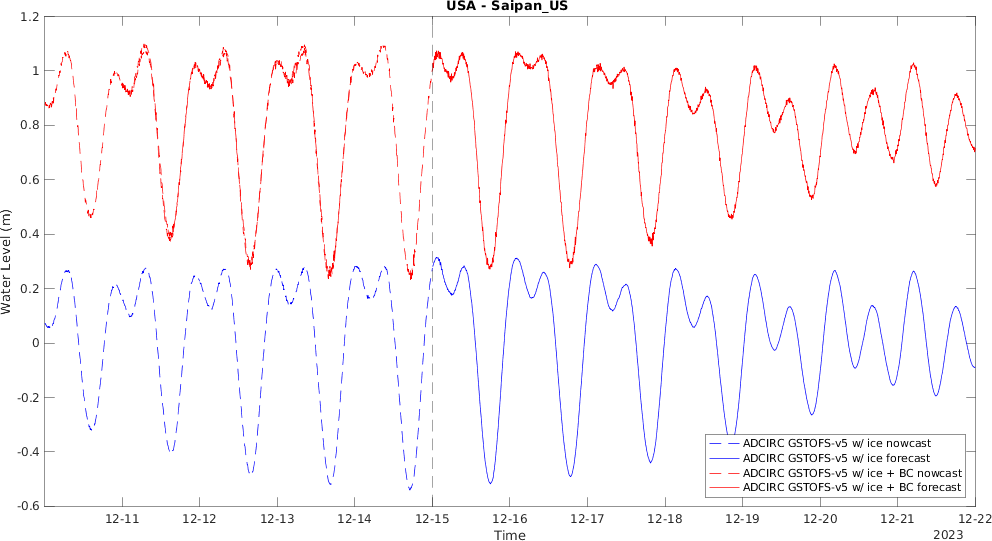 USA - Saipan_US
1.2
1
0.8
0.6
0.4
0.2
0
-0.2
-0.4
-0.6
Water Level (m)
ADCIRC GSTOFS-v5 w/ ice nowcast
ADCIRC GSTOFS-v5 w/ ice forecast
ADCIRC GSTOFS-v5 w/ ice + BC nowcast
ADCIRC GSTOFS-v5 w/ ice + BC forecast
12-11 12-12 12-13 12-14 12-15 12-16 12-17 12-18 12-19 12-20 12-21 12-22
Time
2023